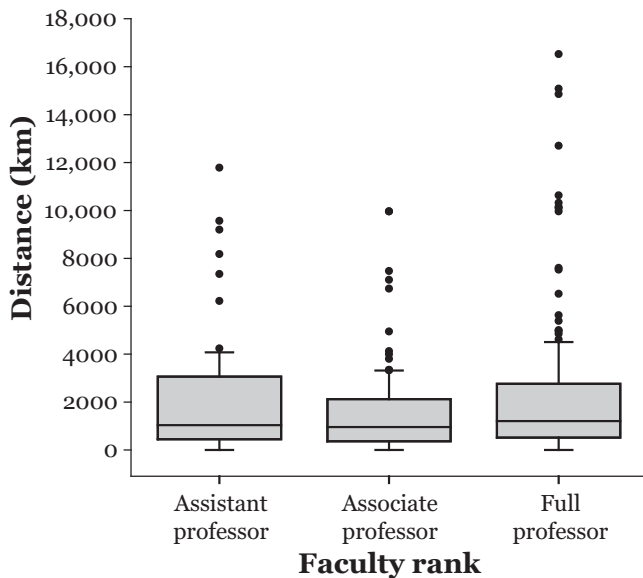 18,000
16,000
14,000
12,000
10,000
8000
6000
4000
2000
0
Distance (km)
Assistant professor
Associate professor
Full professor
Faculty rank